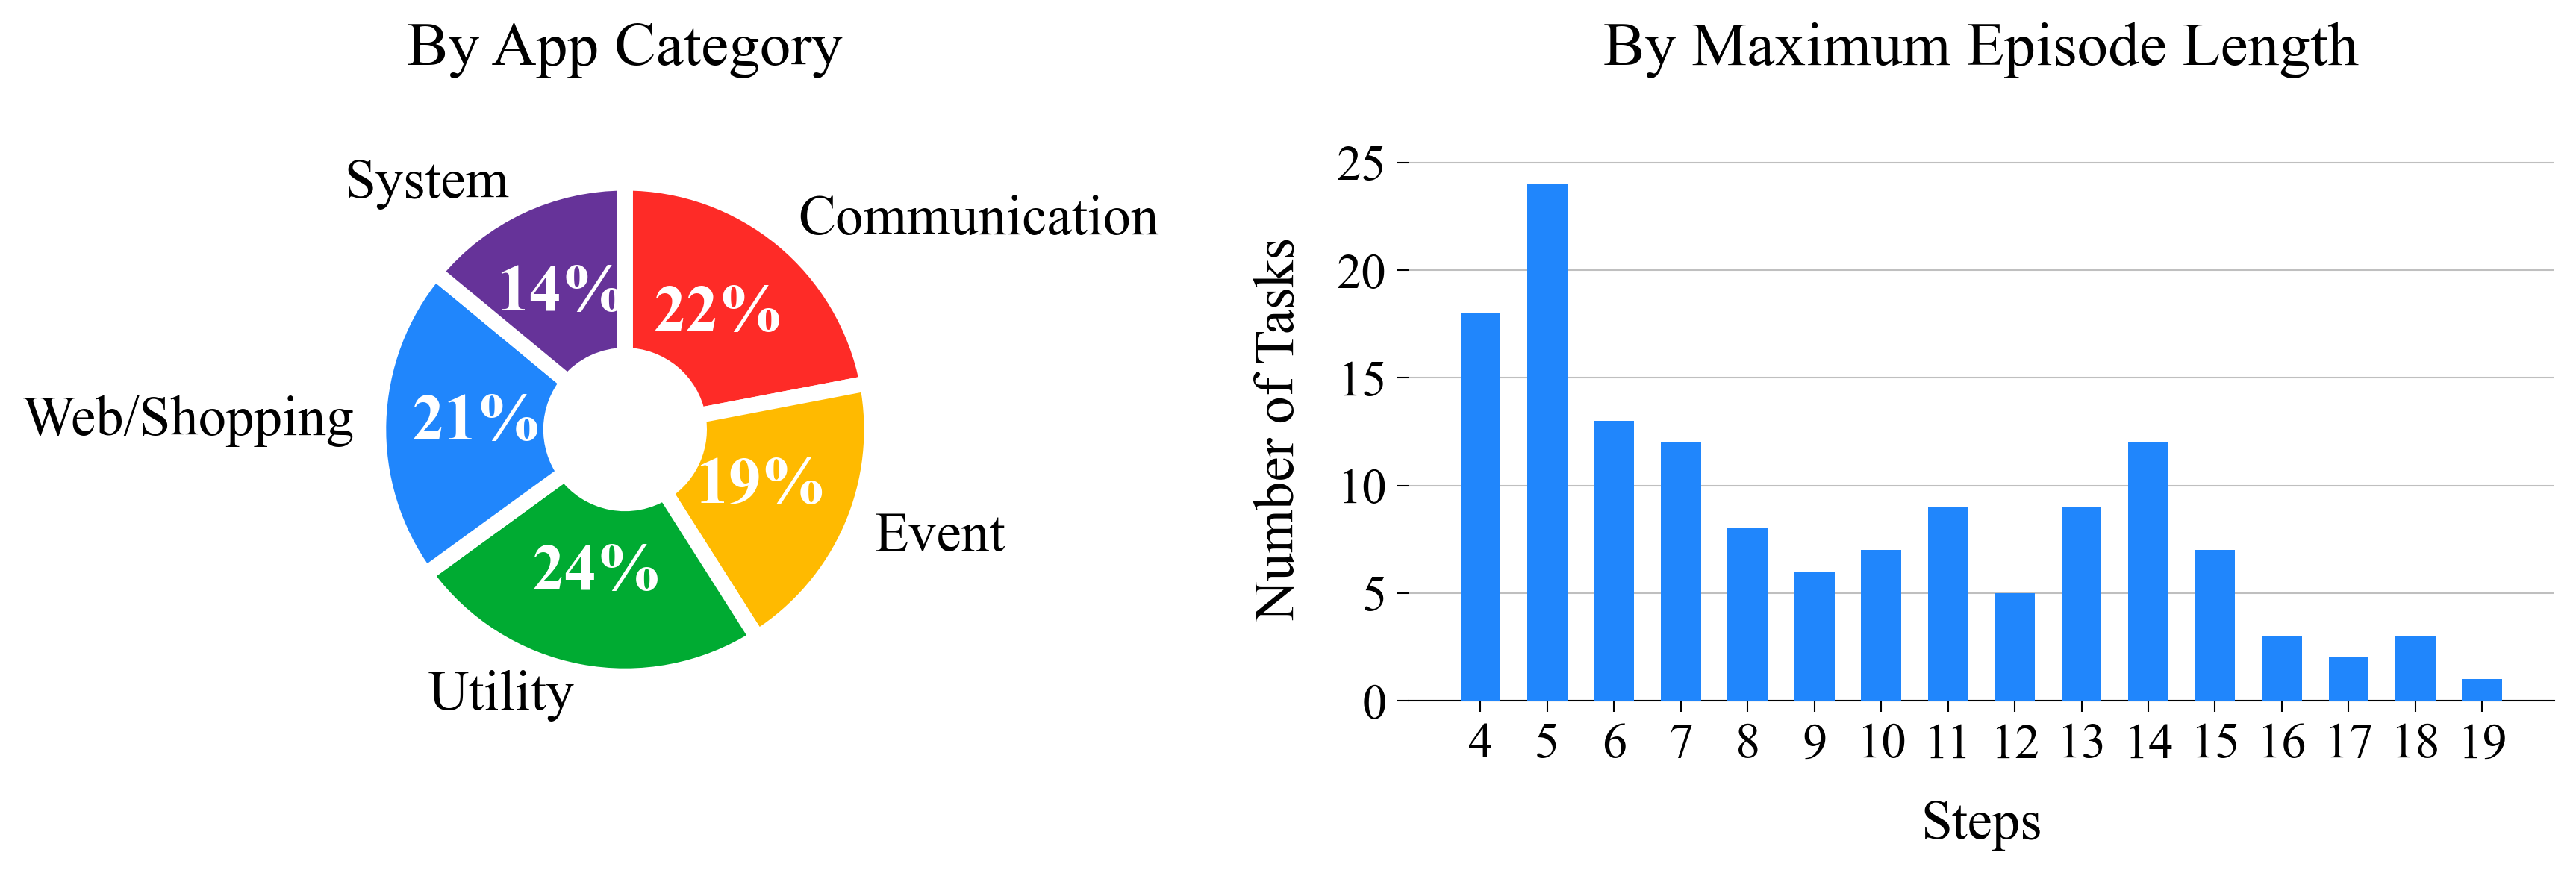 By App Category
System
Communication
14%
22%
Web/Shopping
21%
19%
Event
24%
Utility
By Maximum Episode Length
Number of Tasks
25
20
15
10
5
0
4 5 6 7 8 9 10 11 12 13 14 15 16 17 18 19
Steps